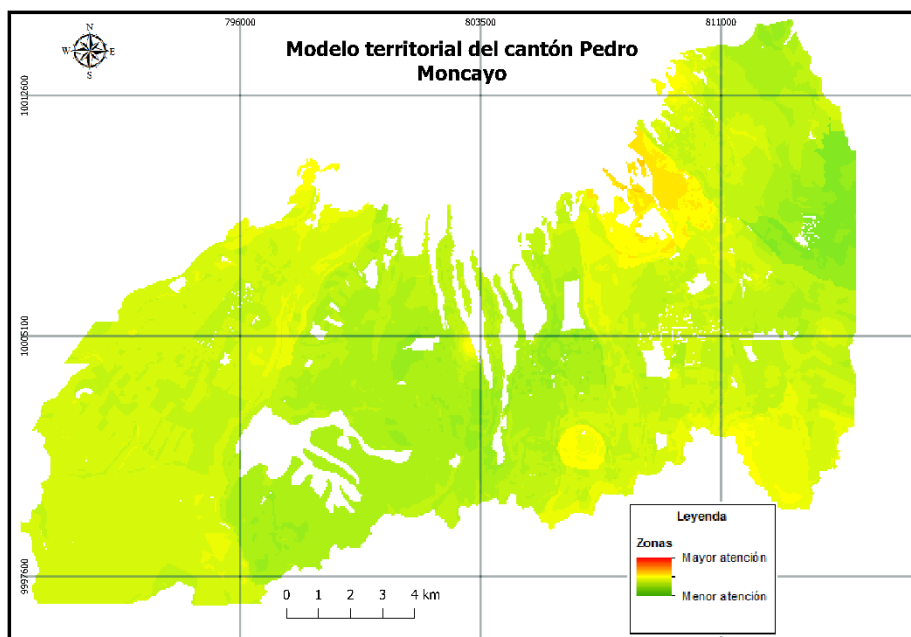 796000
803500
811000
N
W
E
S
Modelo territorial del cantón Pedro
Moncayo
10012600
10005100
9997600
Leyenda
Zonas
Mayor atención
Menor atención
0 1 2 3 4 km